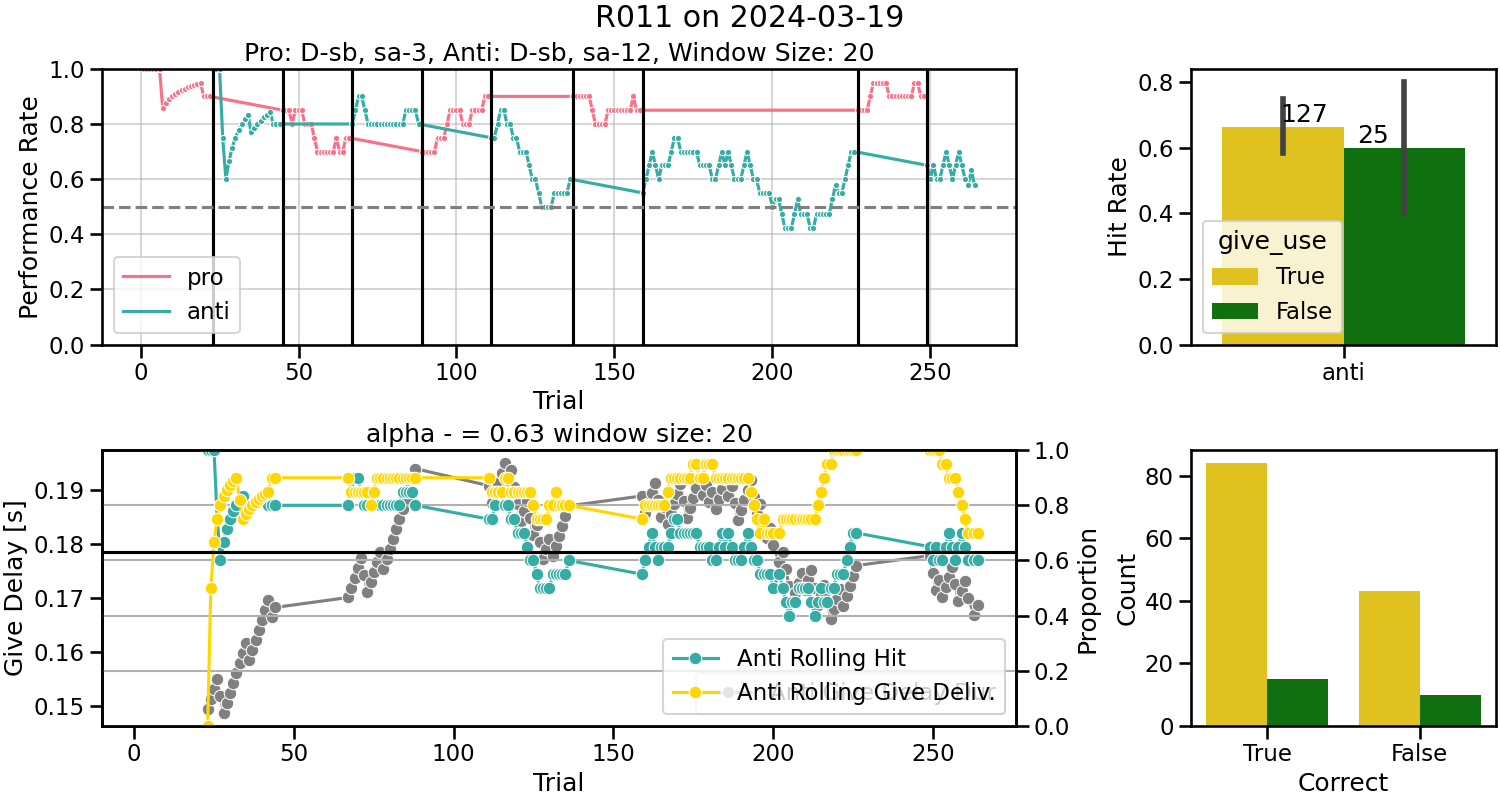 R011 on 2024-03-19
Pro: D-sb, sa-3, Anti: D-sb, sa-12, Window Size: 20
Performance Rate
1.0
0.8
0.6
0.4
0.2
0.0
pro
anti
0
50
100
150
200
250
Trial
Hit Rate
0.8
0.6
0.4
0.2
0.0
127
25
give_use
True
False
anti
alpha - = 0.63 window size: 20
Give Delay [s]
0.19
0.18
0.17
0.16
0.15
Anti Rolling Hit
Anti Rolling Give Deliv.
1.0
0.8
0.6
0.4
0.2
0.0
Proportion
0
50
100
150
200
250
Trial
Count
80
60
40
20
0
True
False
Correct